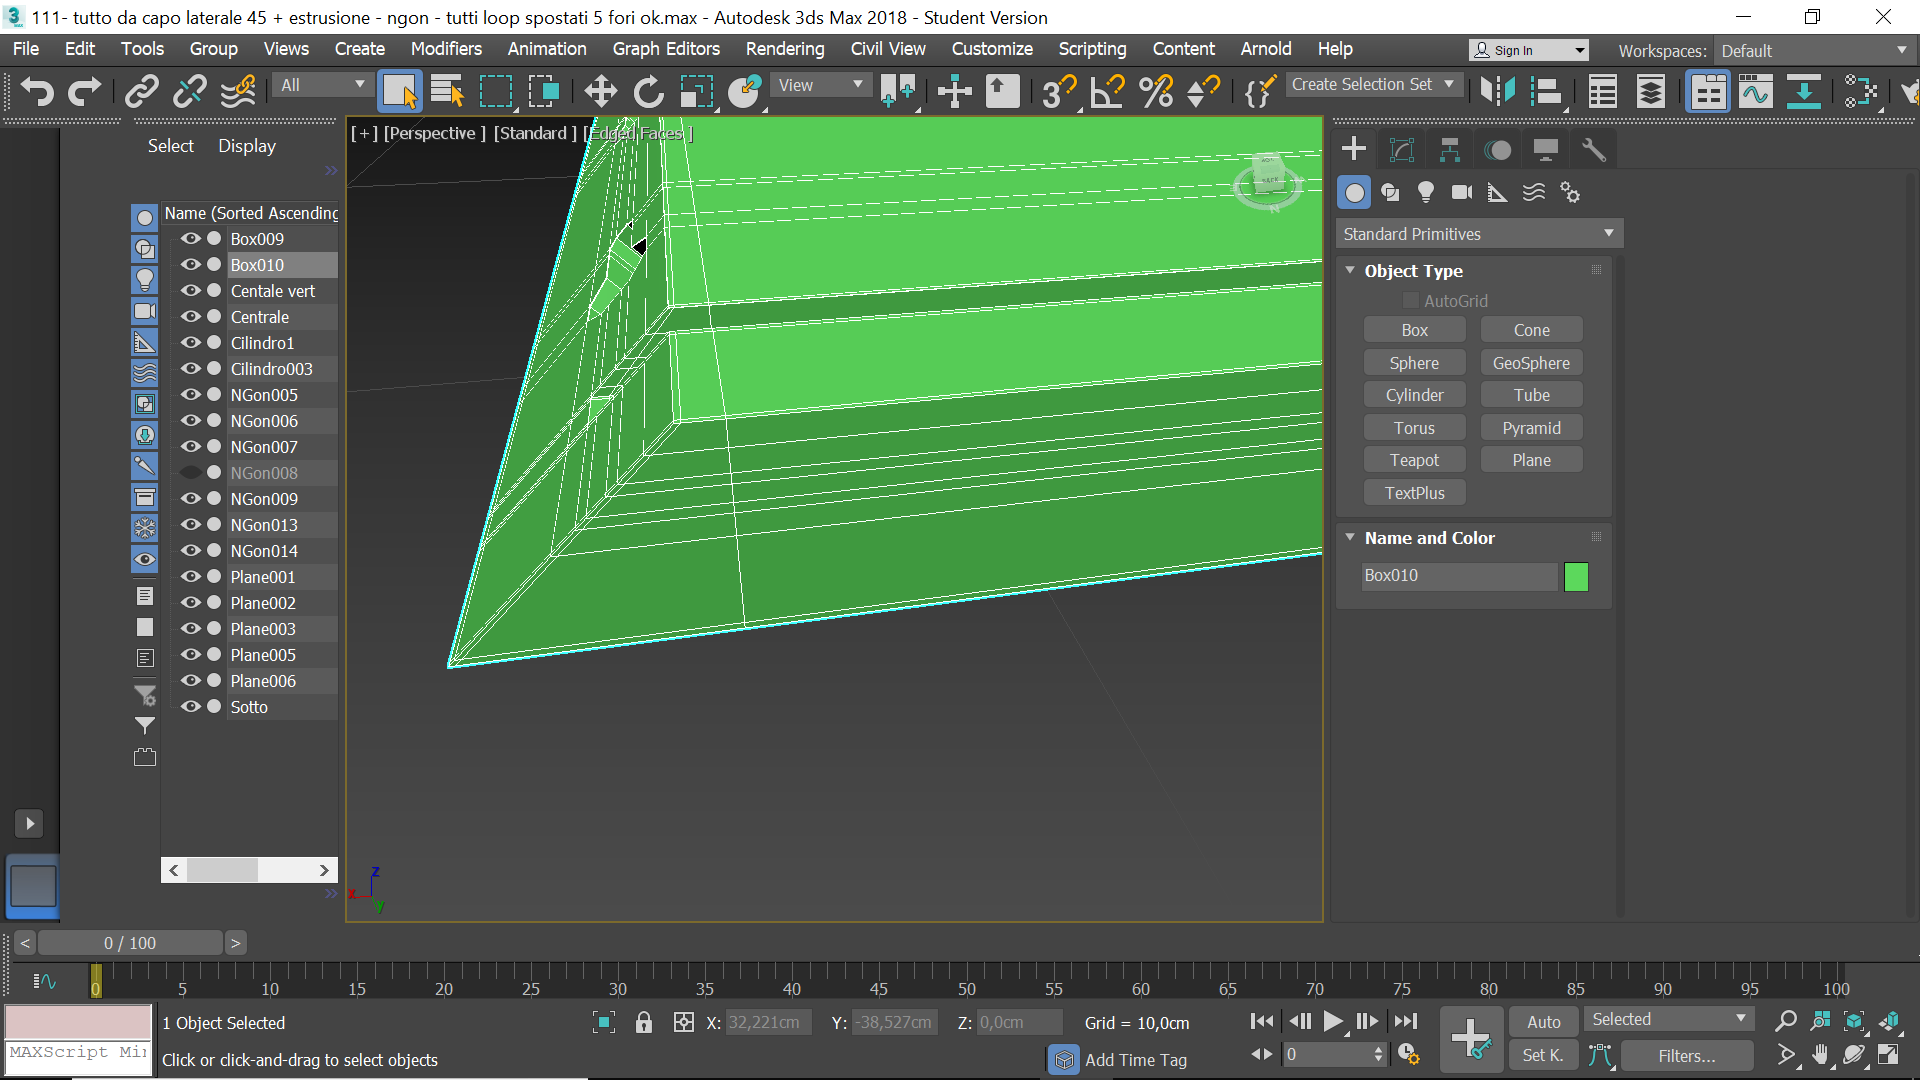 111- tutto da capo laterale 45 + estrusione - ngon - tutti loop spostati 5 fori ok.max - Autodesk 3ds Max 2018 - Student Version
File Edit Tools Group Views Create Modifiers Animation Graph Editors Rendering Civil View Customize Scripting Content Arnold Help Sign In Workspaces: Default
All View Create Selection Set
Select Display
[ + ] [Perspective ] [Standard ] [Edged Faces ]
Name (Sorted Ascending
Box009
Box010
Centale vert
Centrale
Cilindro1
Cilindro003
NGon005
NGon006
NGon007
NGon008
NGon009
NGon013
NGon014
Plane001
Plane002
Plane003
Plane005
Plane006
Sotto
BACK
N
z
x
y
Standard Primitives
Object Type
AutoGrid
Box Cone
Sphere GeoSphere
Cylinder Tube
Torus Pyramid
Teapot Plane
TextPlus
Name and Color
Box010
< 0 / 100 >
0 5 10 15 20 25 30 35 40 45 50 55 60 65 70 75 80 85 90 95 100
1 Object Selected X: 32,221cm Y: -38,527cm Z: 0,0cm Grid = 10,0cm Auto Selected
MAXScript Mi
Click or click-and-drag to select objects Add Time Tag 0 Set K. Filters...